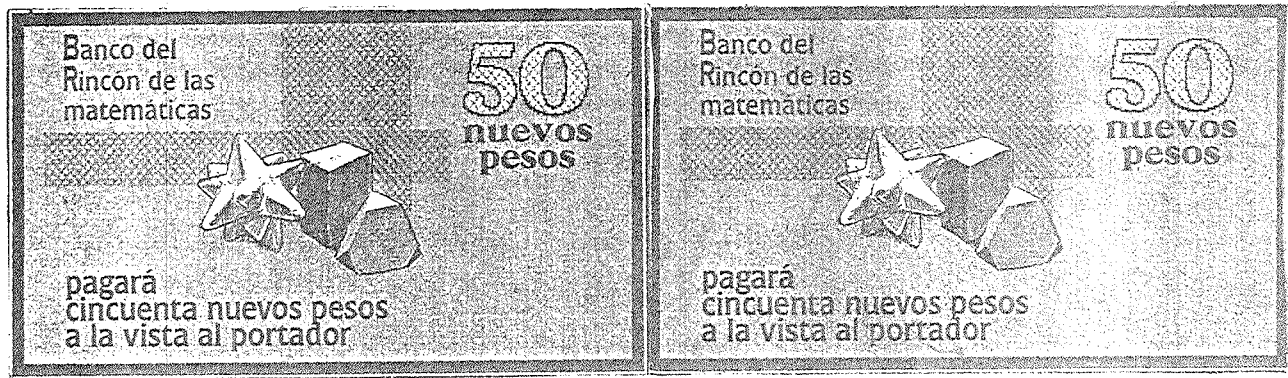 Banco del
Rincón de las
matemáticas
50
nuevos
pesos
pagará
cincuenta nuevos pesos
a la vista al portador
Banco del
Rincón de las
matemáticas
50
nuevos
pesos
pagará
cincuenta nuevos pesos
a la vista al portador